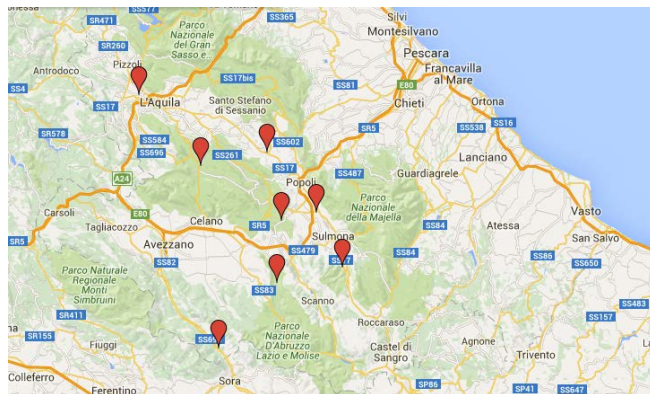 SS577
SS365
Silvi
SR471
Parco
Nazionale
del Gran
Sasso e...
Montesilvano
SR260
Pescara
Pizzoli
Francavilla
al Mare
Antrodoco
SS17bis
SS4
SS81
E80
L'Aquila
Santo Stefano
di Sessanio
Chieti
Ortona
SS17
SS16
SR578
SS584
SS602
SR5
SS538
SS696
SS261
Lanciano
SS17
SS487
Guardiagrele
A24
Popoli
Parco
Nazionale
della Majella
Carsoli
E80
Celano
SR5
SS84
Atessa
Vasto
Tagliacozzo
Sulmona
San Salvo
SR5
Avezzano
SS479
SS84
SS86
SS82
SS650
Parco Naturale
Regionale
Monti
Simbruini
SS83
Scanno
SS483
SR411
SS157
Roccaraso
SR155
Fiuggi
Parco
Nazionale
D'Abruzzo
Lazio e Molise
Agnone
Castel di
Sangro
Trivento
Colleferro
Sora
Ferentino
SP86
SP41
SS647